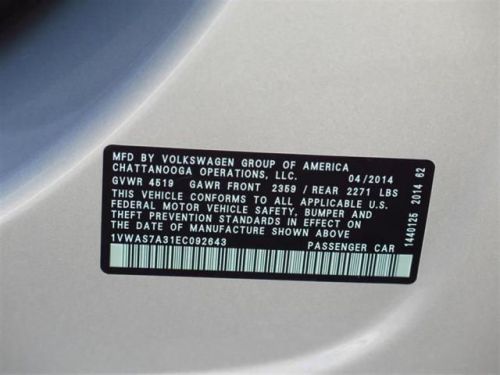 MFD BY VOLKSWAGEN GROUP OF AMERICA
CHATTANOOGA OPERATIONS, LLC. 04/2014
GVWR 4519 GAWR FRONT 2359 / REAR 2271 LBS
THIS VEHICLE CONFORMS TO ALL APPLICABLE U.S.
FEDERAL MOTOR VEHICLE SAFETY, BUMPER AND
THEFT PREVENTION STANDARDS IN EFFECT ON
THE DATE OF MANUFACTURE SHOWN ABOVE.
1VWAS7A31EC092643 PASSENGER CAR
1440125 2014 62